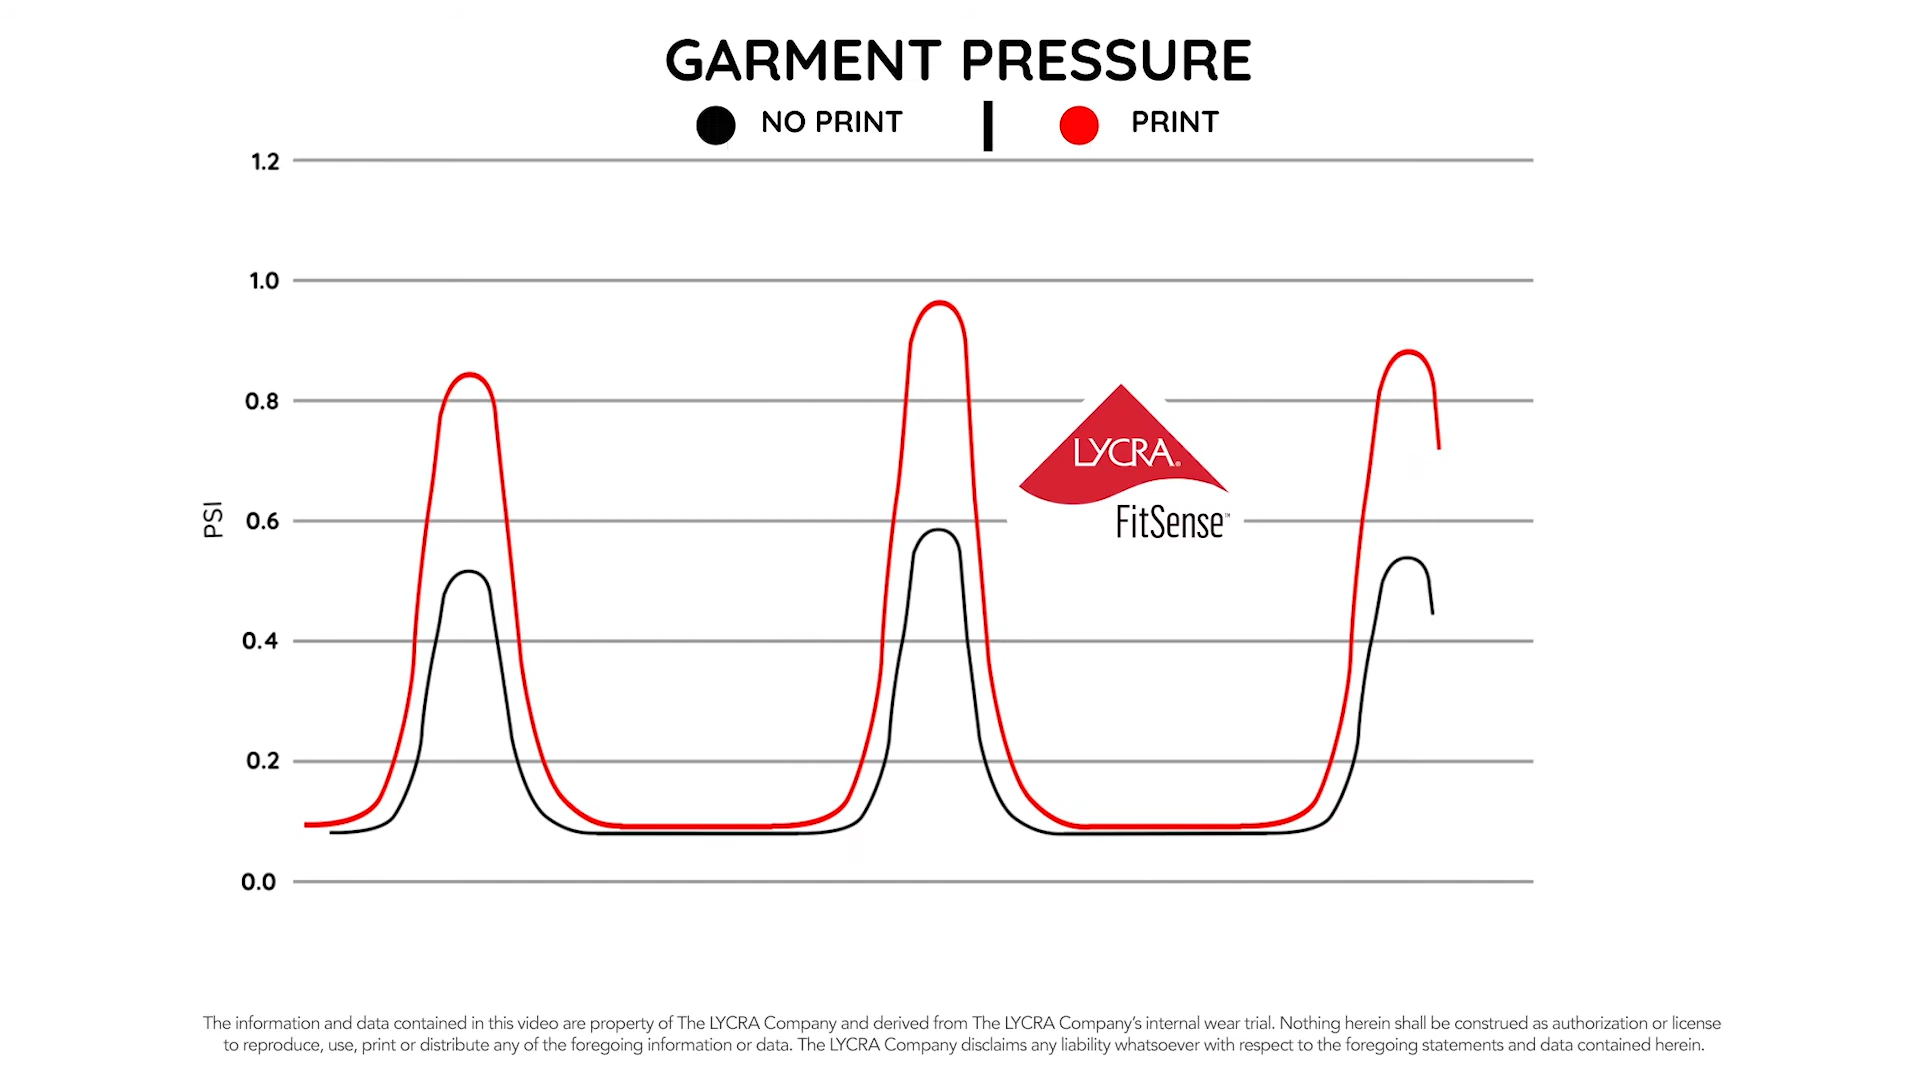 GARMENT PRESSURE
NO PRINT | PRINT
1.2
1.0
0.8
LYCRA®
PSI
0.6
FitSense™
0.4
0.2
0.0
The information and data contained in this video are property of The LYCRA Company and derived from The LYCRA Company's internal wear trial. Nothing herein shall be construed as authorization or license
to reproduce, use, print or distribute any of the foregoing information or data. The LYCRA Company disclaims any liability whatsoever with respect to the foregoing statements and data contained herein.